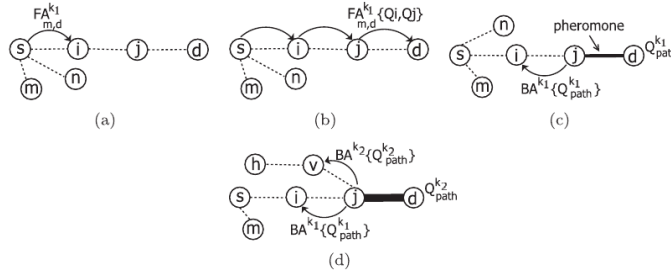 FA^{k1}_{m,d}
s i j d
n
m
(a)
FA^{k1}_{m,d}{Qi,Qj}
s i j d
n
m
(b)
n
pheromone
s i j d Q^{k1}_{pat}
m
BA^{k1}{Q^{k1}_{path}}
(c)
h v BA^{k2}{Q^{k2}_{path}}
s i j d Q^{k2}_{path}
m
BA^{k1}{Q^{k1}_{path}}
(d)